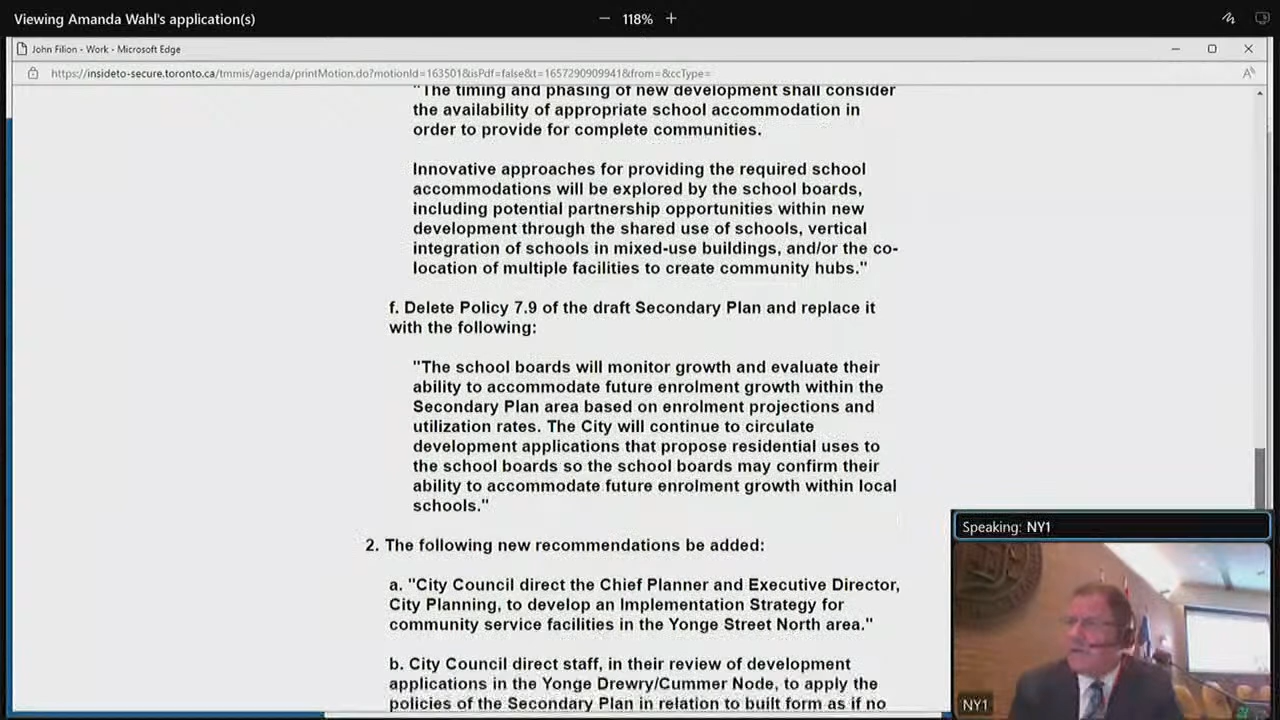 Viewing Amanda Wahl's application(s)
118%
John Filion - Work - Microsoft Edge
https://insideto-secure.toronto.ca/tmmis/agenda/printMotion.do?motionId=163501&isPdf=false&t=1657290909941&from=&ccType=
"The timing and phasing of new development shall consider
the availability of appropriate school accommodation in
order to provide for complete communities.
Innovative approaches for providing the required school
accommodations will be explored by the school boards,
including potential partnership opportunities within new
development through the shared use of schools, vertical
integration of schools in mixed-use buildings, and/or the co-
location of multiple facilities to create community hubs."
f. Delete Policy 7.9 of the draft Secondary Plan and replace it
with the following:
"The school boards will monitor growth and evaluate their
ability to accommodate future enrolment growth within the
Secondary Plan area based on enrolment projections and
utilization rates. The City will continue to circulate
development applications that propose residential uses to
the school boards so the school boards may confirm their
ability to accommodate future enrolment growth within local
schools."
2. The following new recommendations be added:
a. "City Council direct the Chief Planner and Executive Director,
City Planning, to develop an Implementation Strategy for
community service facilities in the Yonge Street North area."
b. City Council direct staff, in their review of development
applications in the Yonge Drewry/Cummer Node, to apply the
policies of the Secondary Plan in relation to built form as if no
Speaking: NY1
NY1